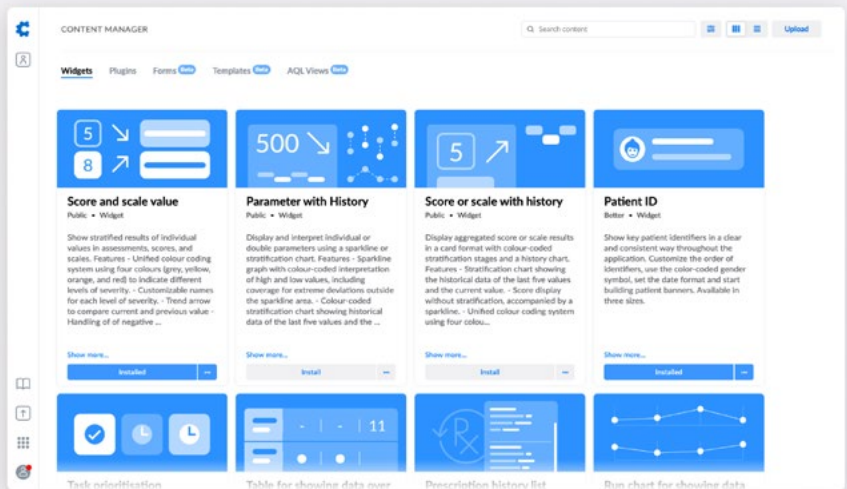 CONTENT MANAGER
Search content
Upload
Widgets
Plugins
Forms Beta
Templates Beta
AQL Views Beta
5
8
Score and scale value
Public • Widget
Show stratified results of individual
values in assessments, scores, and
scales. Features - Unified colour coding
system using four colours (grey, yellow,
orange, and red) to indicate different
levels of severity. - Customizable names
for each level of severity. - Trend arrow
to compare current and previous value -
Handling of of negative ...
Show more...
Installed
500
Parameter with History
Public • Widget
Display and interpret individual or
double parameters using a sparkline or
stratification chart. Features - Sparkline
graph with colour-coded interpretation
of high and low values, including
coverage for extreme deviations outside
the sparkline area. - Colour-coded
stratification chart showing historical
data of the last five values and the ...
Show more...
Install
5
Score or scale with history
Public • Widget
Display aggregated score or scale results
in a card format with colour-coded
stratification stages and a history chart.
Features - Stratification chart showing
the historical data of the last five values
and the current value. - Score display
without stratification, accompanied by a
sparkline. - Unified colour coding system
using four colou...
Show more...
Install
Patient ID
Better • Widget
Show key patient identifiers in a clear
and consistent way throughout the
application. Customize the order of
identifiers, use the color-coded gender
symbol, set the date format and start
building patient banners. Available in
three sizes.
Show more...
Installed
Task prioritisation
- | - | 11
Table for showing data over
Rx
Prescription history list
Run chart for showing data